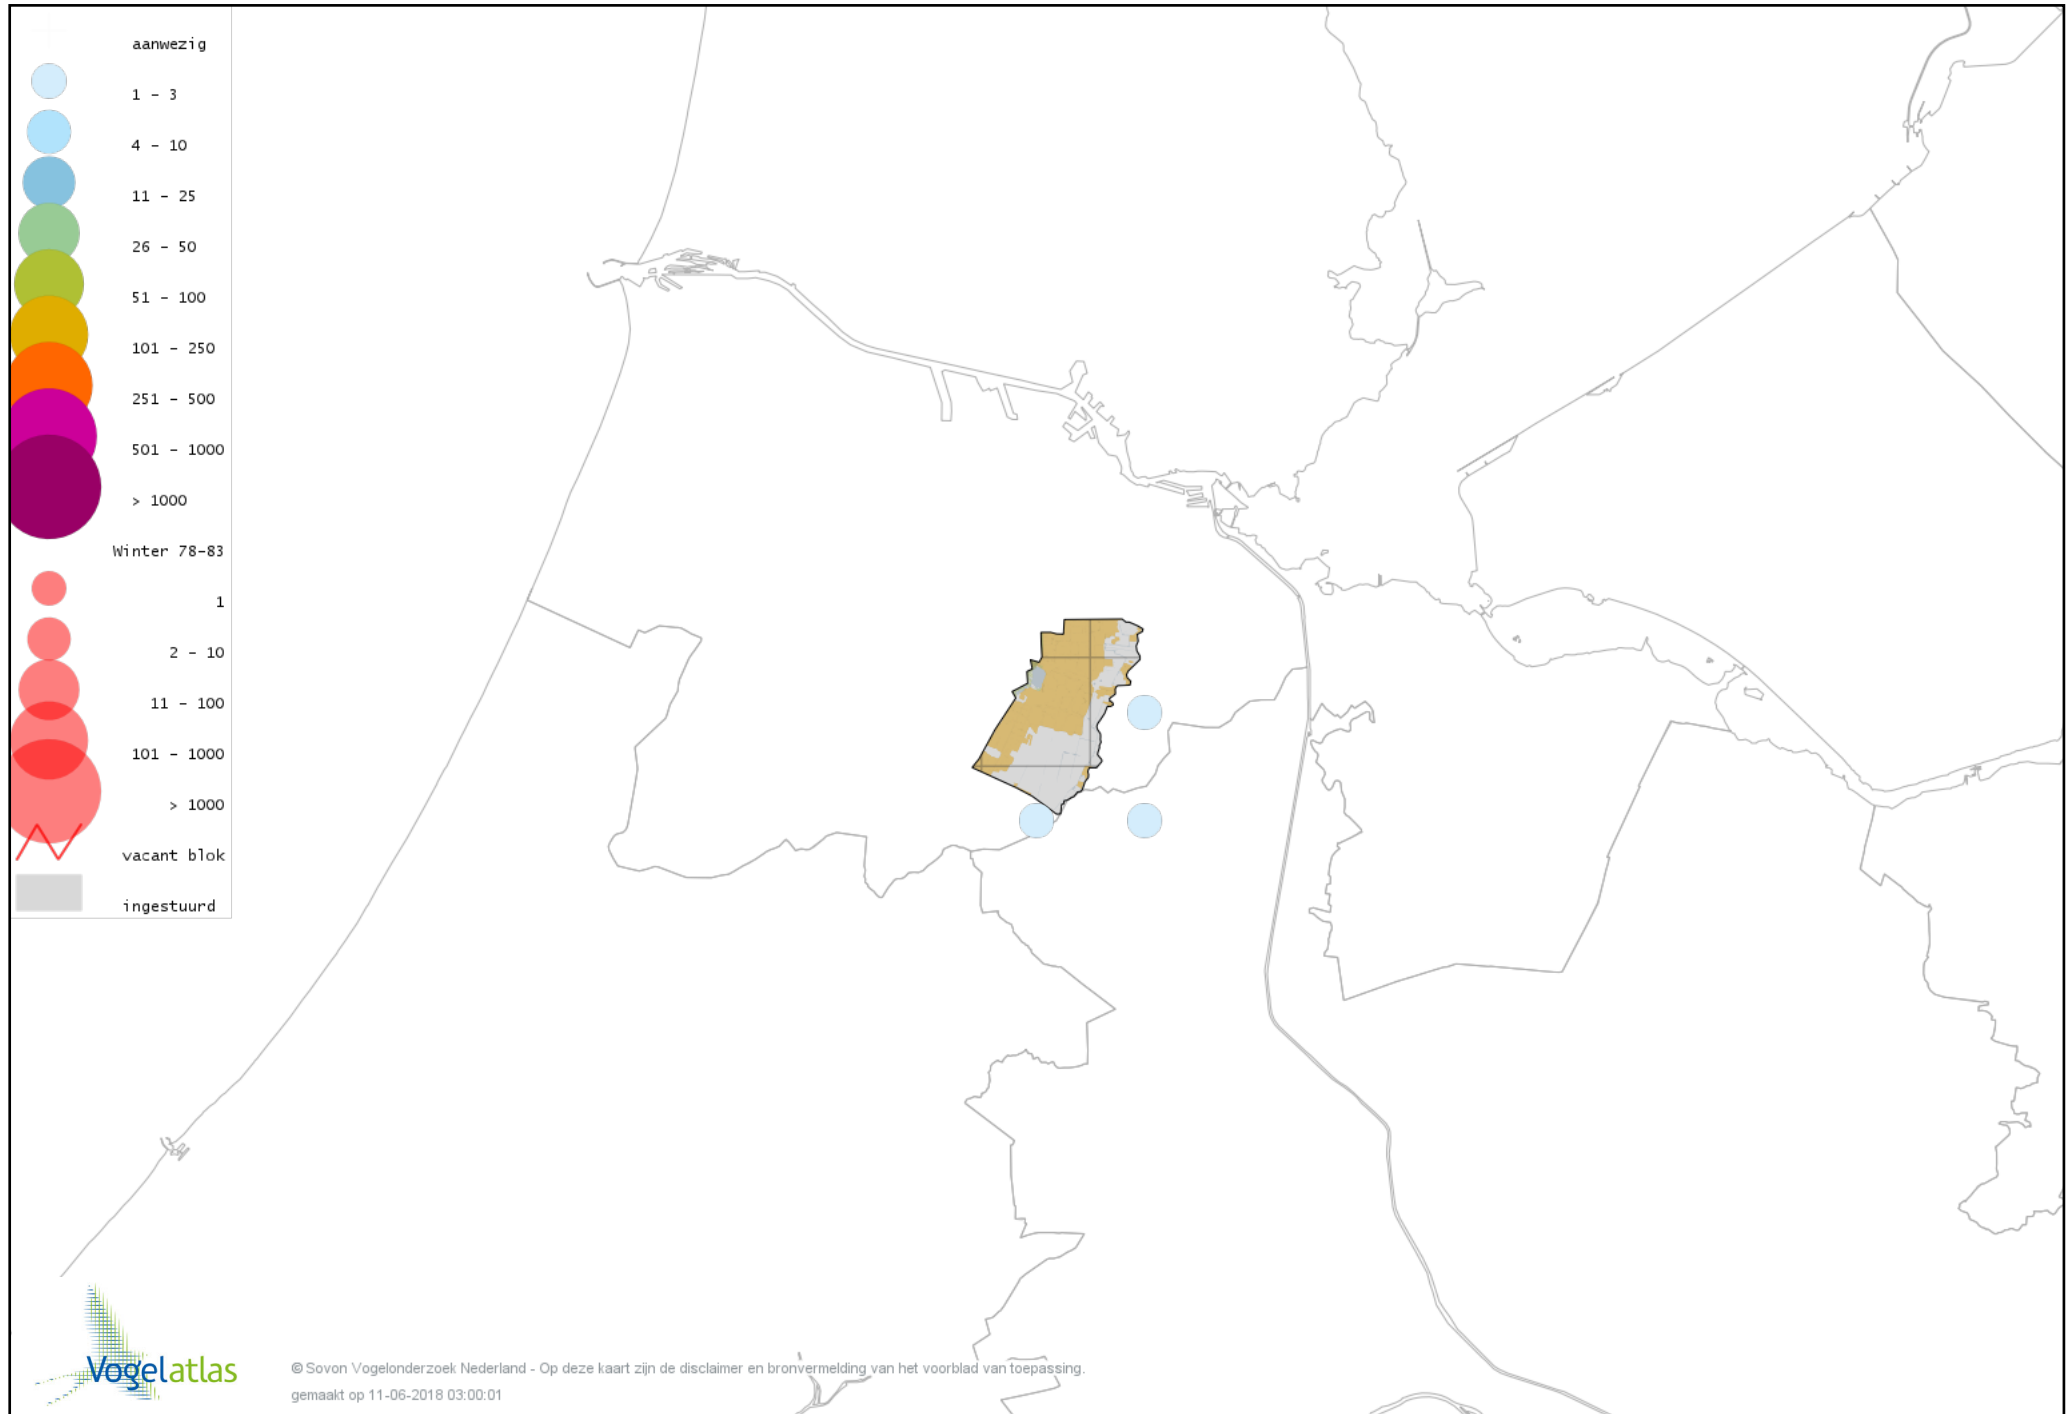 aanwezig
1 - 3
4 - 10
11 - 25
26 - 50
51 - 100
101 - 250
251 - 500
501 - 1000
> 1000
Winter 78-83
1
2 - 10
11 - 100
101 - 1000
> 1000
vacant blok
ingestuurd
Vogelatlas
© Sovon Vogelonderzoek Nederland - Op deze kaart zijn de disclaimer en bronvermelding van het voorblad van toepassing.
gemaakt op 11-06-2018 03:00:01